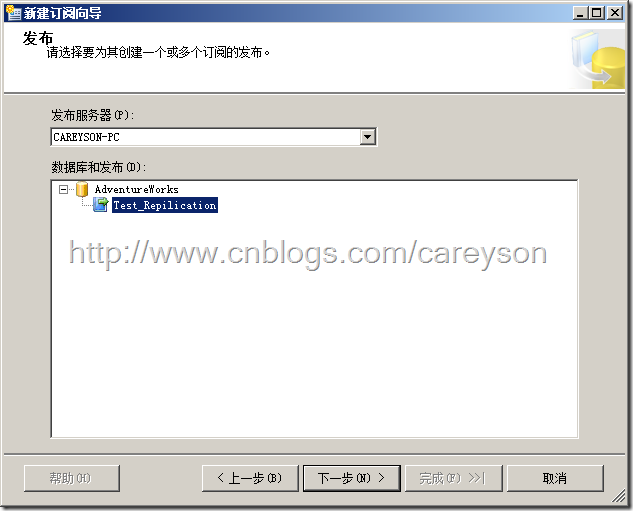 新建订阅向导
发布
请选择要为其创建一个或多个订阅的发布。
发布服务器(P):
CAREYSON-PC
数据库和发布(D):
AdventureWorks
Test_Repilication
http://www.cnblogs.com/careyson
帮助(H) < 上一步(B) 下一步(N) > 完成(F) >>| 取消